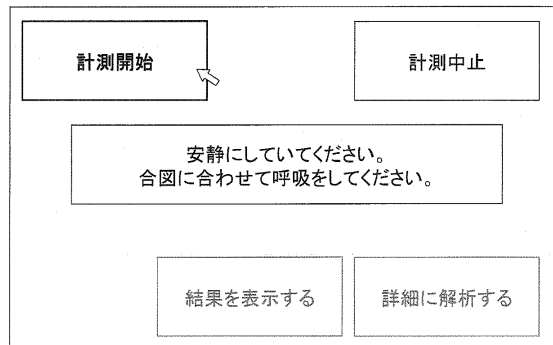 計測開始
計測中止
安静にしていてください。
合図に合わせて呼吸をしてください。
結果を表示する
詳細に解析する